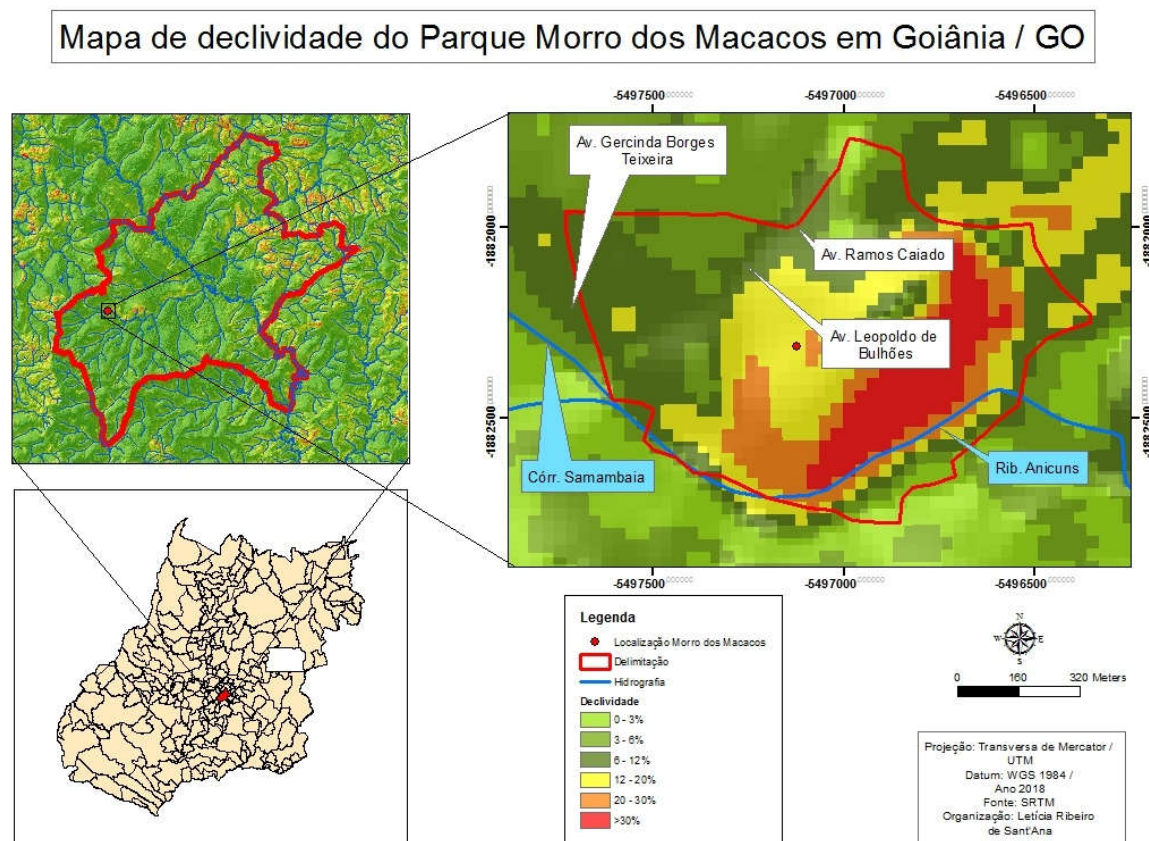 Mapa de declividade do Parque Morro dos Macacos em Goiânia / GO
-5497500
-5497000
-5496500
Av. Gercinda Borges
Teixeira
-1882000
-1882000
Av. Ramos Caiado
Av. Leopoldo de
Bulhões
-1882500
-1882500
Córr. Samambaia
Rib. Anicuns
-5497500
-5497000
-5496500
Legenda
Localização Morro dos Macacos
Delimitação
Hidrografia
Declividade
0 - 3%
3 - 6%
6 - 12%
12 - 20%
20 - 30%
>30%
N
W
E
S
0 160 320 Meters
Projeção: Transversa de Mercator /
UTM
Datum: WGS 1984 /
Ano 2018
Fonte: SRTM
Organização: Letícia Ribeiro
de Sant'Ana